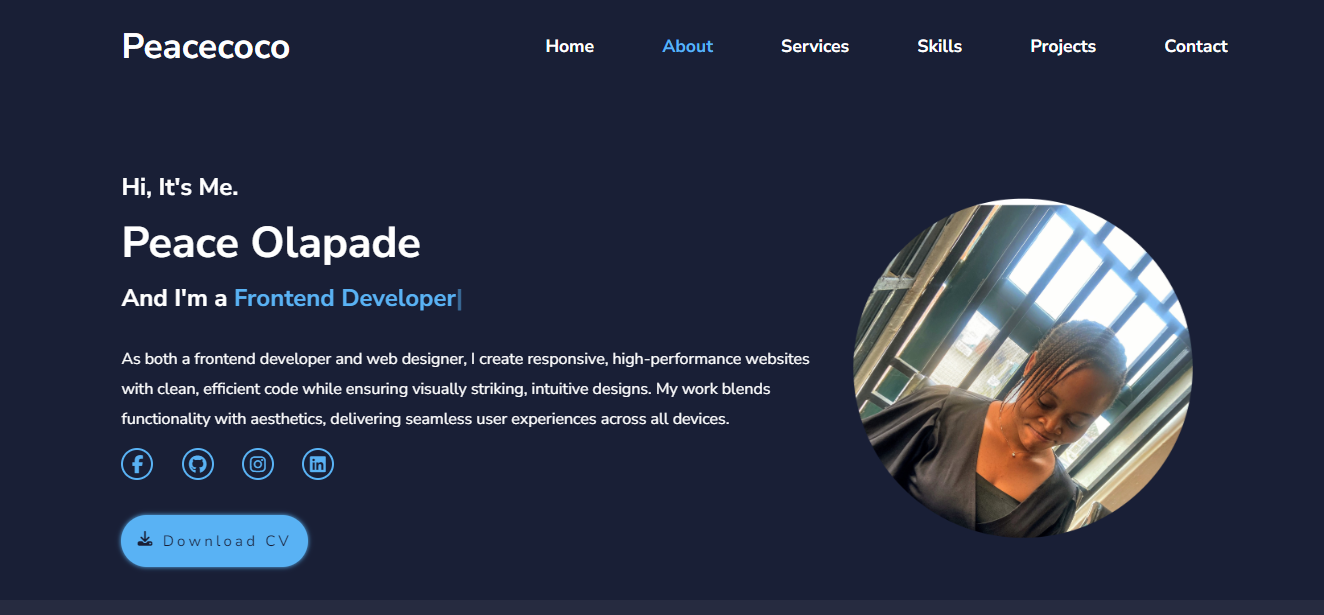 Peacecoco
Home About Services Skills Projects Contact
Hi, It's Me.
Peace Olapade
And I'm a Frontend Developer|
As both a frontend developer and web designer, I create responsive, high-performance websites
with clean, efficient code while ensuring visually striking, intuitive designs. My work blends
functionality with aesthetics, delivering seamless user experiences across all devices.
Download CV